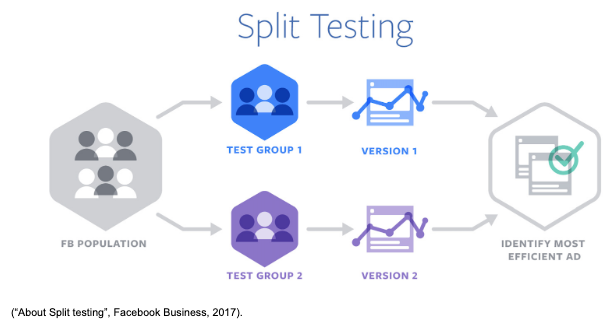 Split Testing
TEST GROUP 1
VERSION 1
FB POPULATION
TEST GROUP 2
VERSION 2
IDENTIFY MOST
EFFICIENT AD
(“About Split testing”, Facebook Business, 2017).